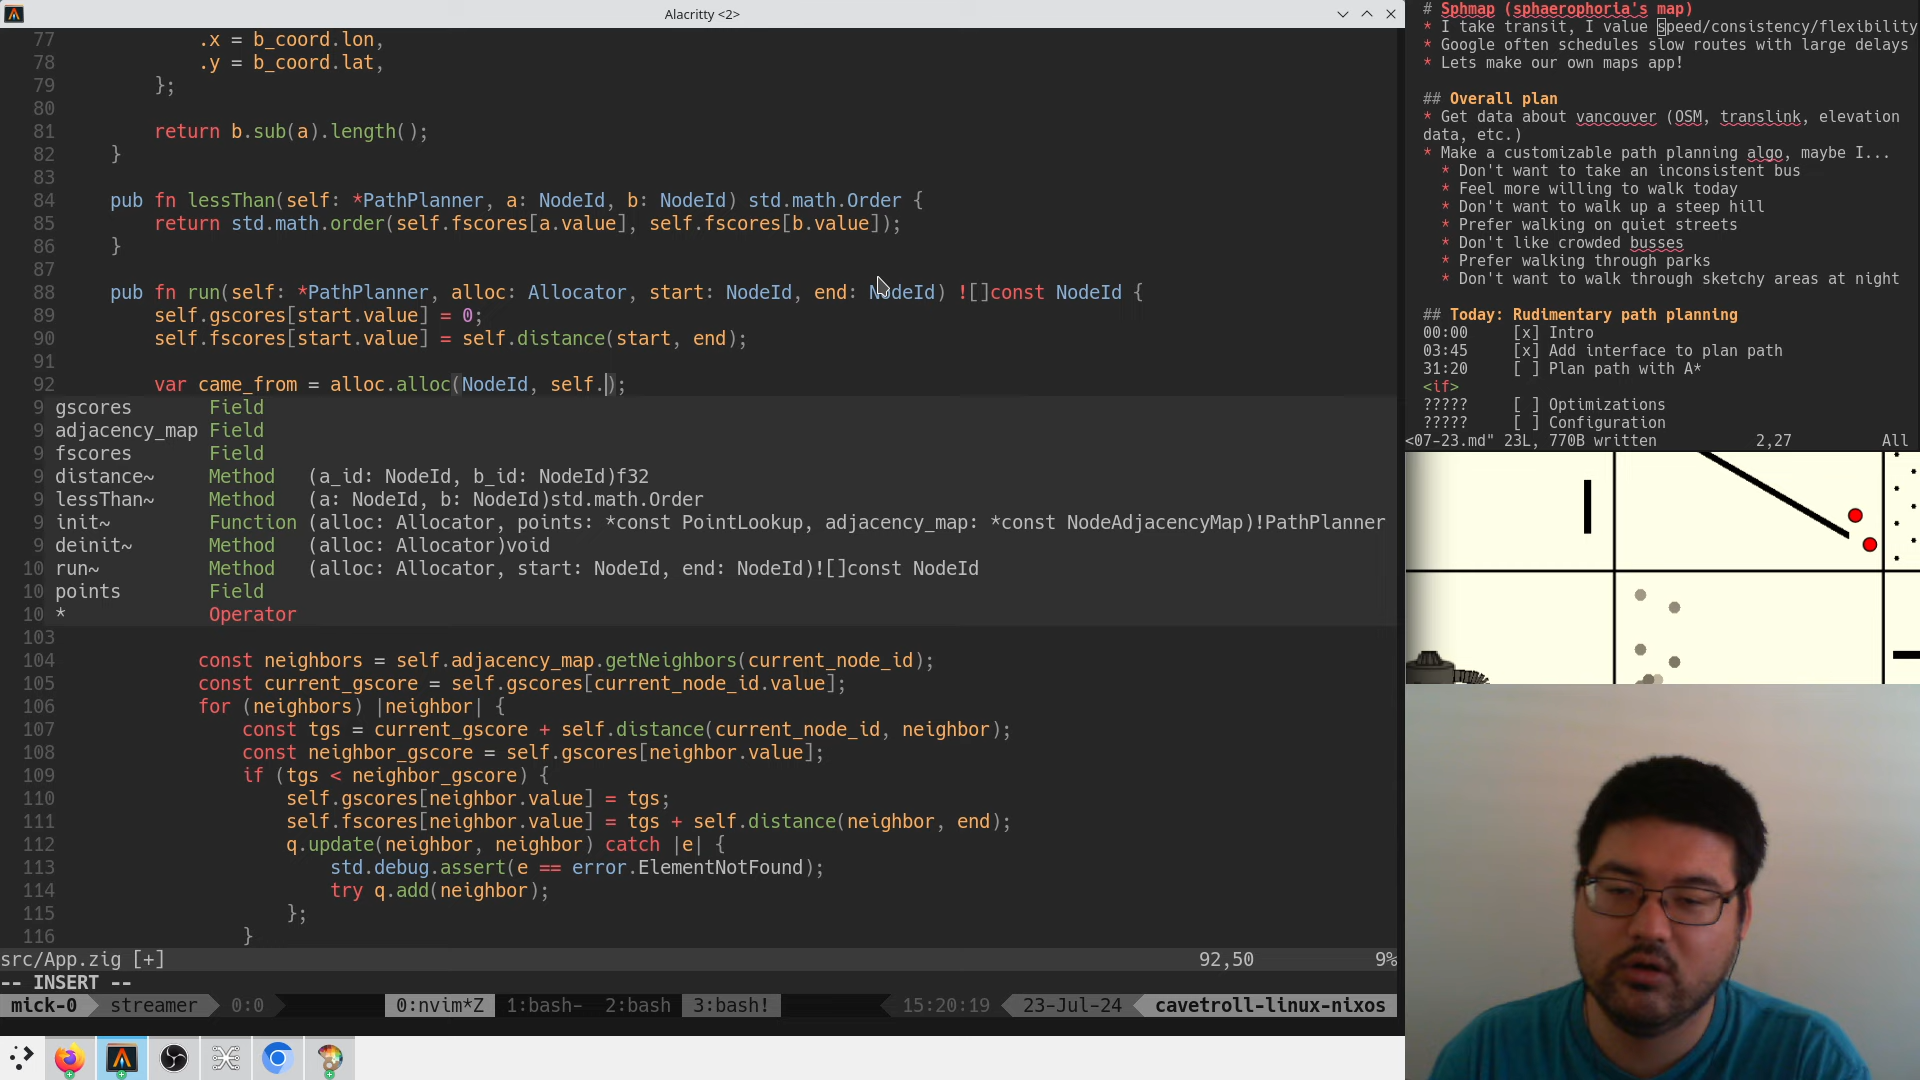 Alacritty <2>
77 .x = b_coord.lon,
78 .y = b_coord.lat,
79 };
80
81 return b.sub(a).length();
82 }
83
84 pub fn lessThan(self: *PathPlanner, a: NodeId, b: NodeId) std.math.Order {
85 return std.math.order(self.fscores[a.value], self.fscores[b.value]);
86 }
87
88 pub fn run(self: *PathPlanner, alloc: Allocator, start: NodeId, end: NodeId) ![]const NodeId {
89 self.gscores[start.value] = 0;
90 self.fscores[start.value] = self.distance(start, end);
91
92 var came_from = alloc.alloc(NodeId, self.);
9 gscores Field
9 adjacency_map Field
9 fscores Field
9 distance~ Method (a_id: NodeId, b_id: NodeId)f32
9 lessThan~ Method (a: NodeId, b: NodeId)std.math.Order
9 init~ Function (alloc: Allocator, points: *const PointLookup, adjacency_map: *const NodeAdjacencyMap)!PathPlanner
9 deinit~ Method (alloc: Allocator)void
10 run~ Method (alloc: Allocator, start: NodeId, end: NodeId)![]const NodeId
10 points Field
10 * Operator
103
104 const neighbors = self.adjacency_map.getNeighbors(current_node_id);
105 const current_gscore = self.gscores[current_node_id.value];
106 for (neighbors) |neighbor| {
107 const tgs = current_gscore + self.distance(current_node_id, neighbor);
108 const neighbor_gscore = self.gscores[neighbor.value];
109 if (tgs < neighbor_gscore) {
110 self.gscores[neighbor.value] = tgs;
111 self.fscores[neighbor.value] = tgs + self.distance(neighbor, end);
112 q.update(neighbor, neighbor) catch |e| {
113 std.debug.assert(e == error.ElementNotFound);
114 try q.add(neighbor);
115 };
116 }
src/App.zig [+] 92,50 9%
-- INSERT --
mick-0 streamer 0:0 0:nvim*Z 1:bash- 2:bash 3:bash! 15:20:19 23-Jul-24 cavetroll-linux-nixos
# Sphmap (sphaerophoria's map)
* I take transit, I value speed/consistency/flexibility
* Google often schedules slow routes with large delays
* Lets make our own maps app!
## Overall plan
* Get data about vancouver (OSM, translink, elevation
data, etc.)
* Make a customizable path planning algo, maybe I...
* Don't want to take an inconsistent bus
* Feel more willing to walk today
* Don't want to walk up a steep hill
* Prefer walking on quiet streets
* Don't like crowded busses
* Prefer walking through parks
* Don't want to walk through sketchy areas at night
## Today: Rudimentary path planning
00:00 [x] Intro
03:45 [x] Add interface to plan path
31:20 [ ] Plan path with A*
<if>
????? [ ] Optimizations
????? [ ] Configuration
<07-23.md" 23L, 770B written 2,27 All